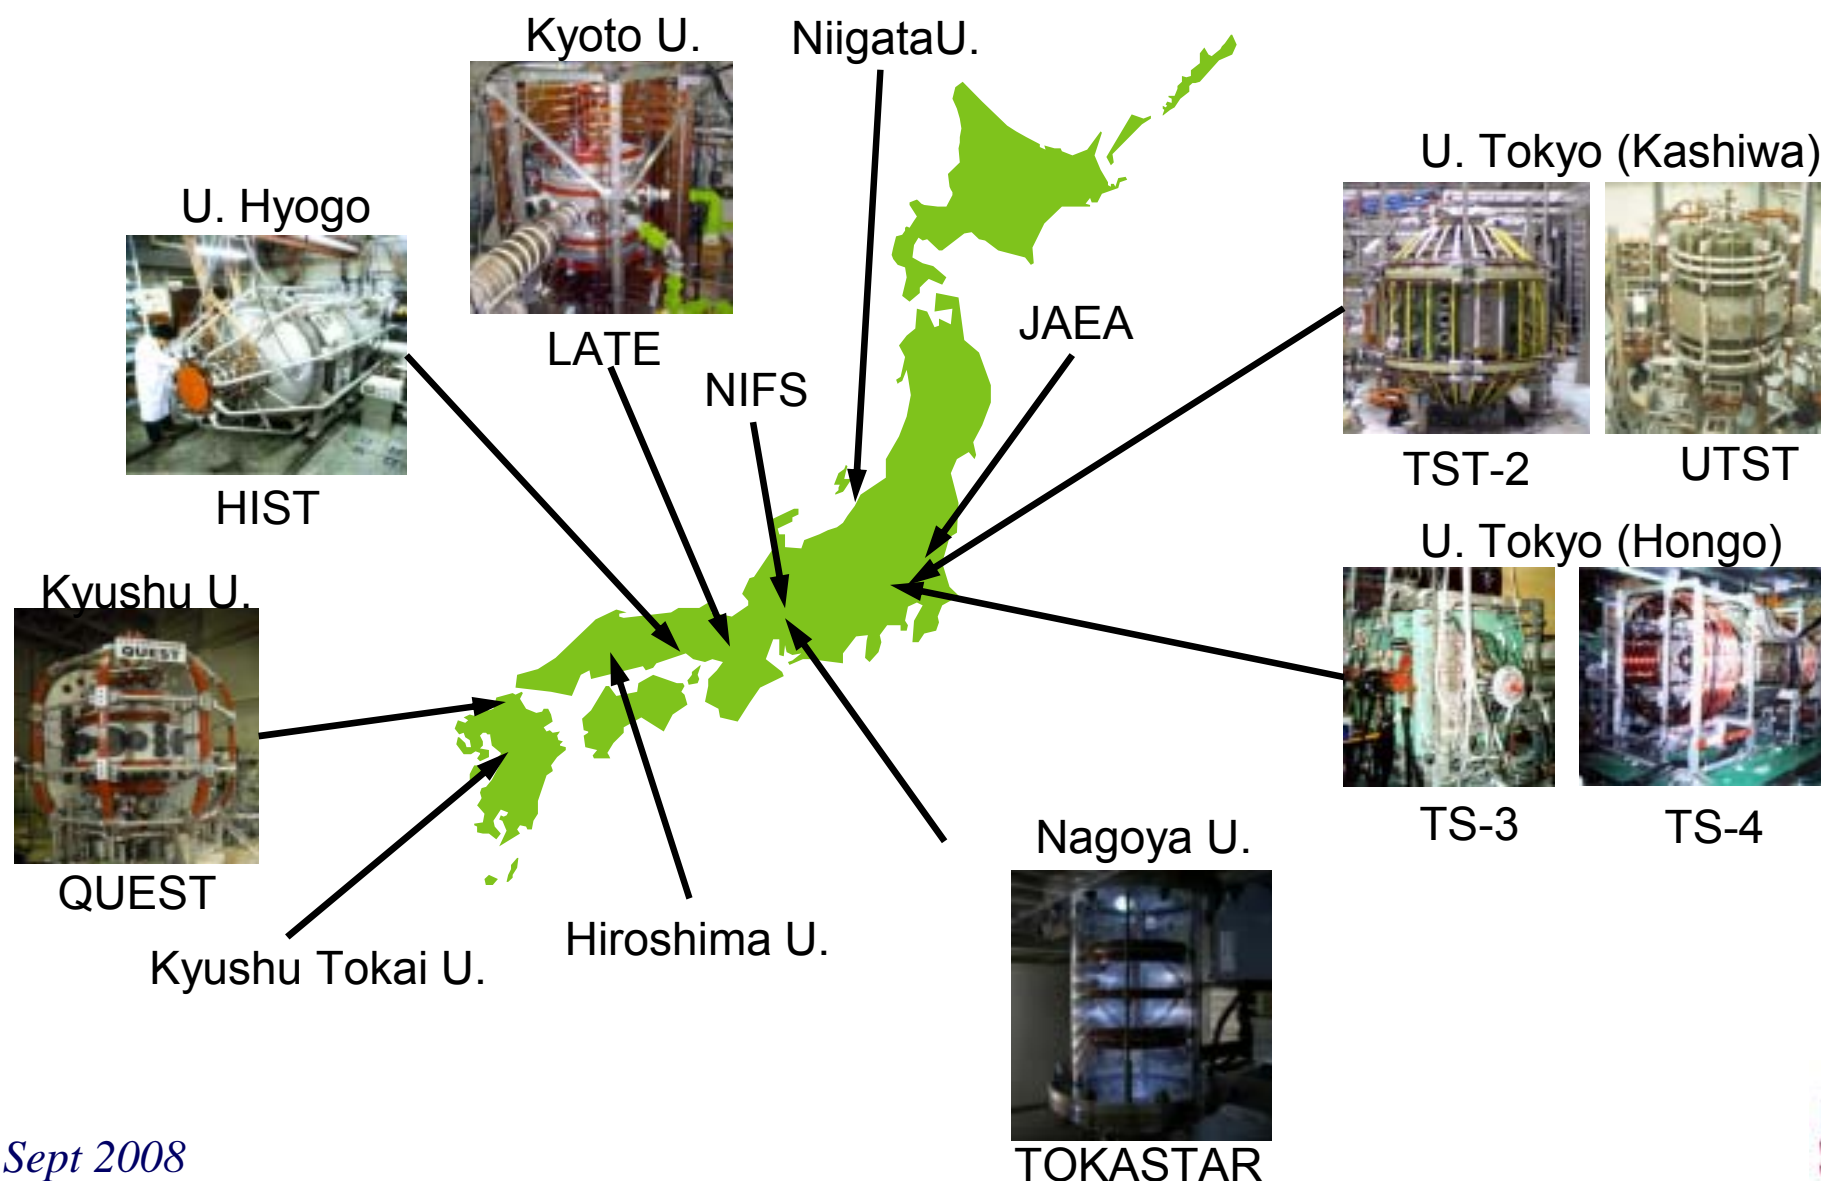 Kyoto U.
NiigataU.
U. Tokyo (Kashiwa)
U. Hyogo
JAEA
LATE
NIFS
TST-2
UTST
HIST
U. Tokyo (Hongo)
Kyushu U.
QUEST
TS-3
TS-4
Nagoya U.
QUEST
Hiroshima U.
Kyushu Tokai U.
Sept 2008
TOKASTAR